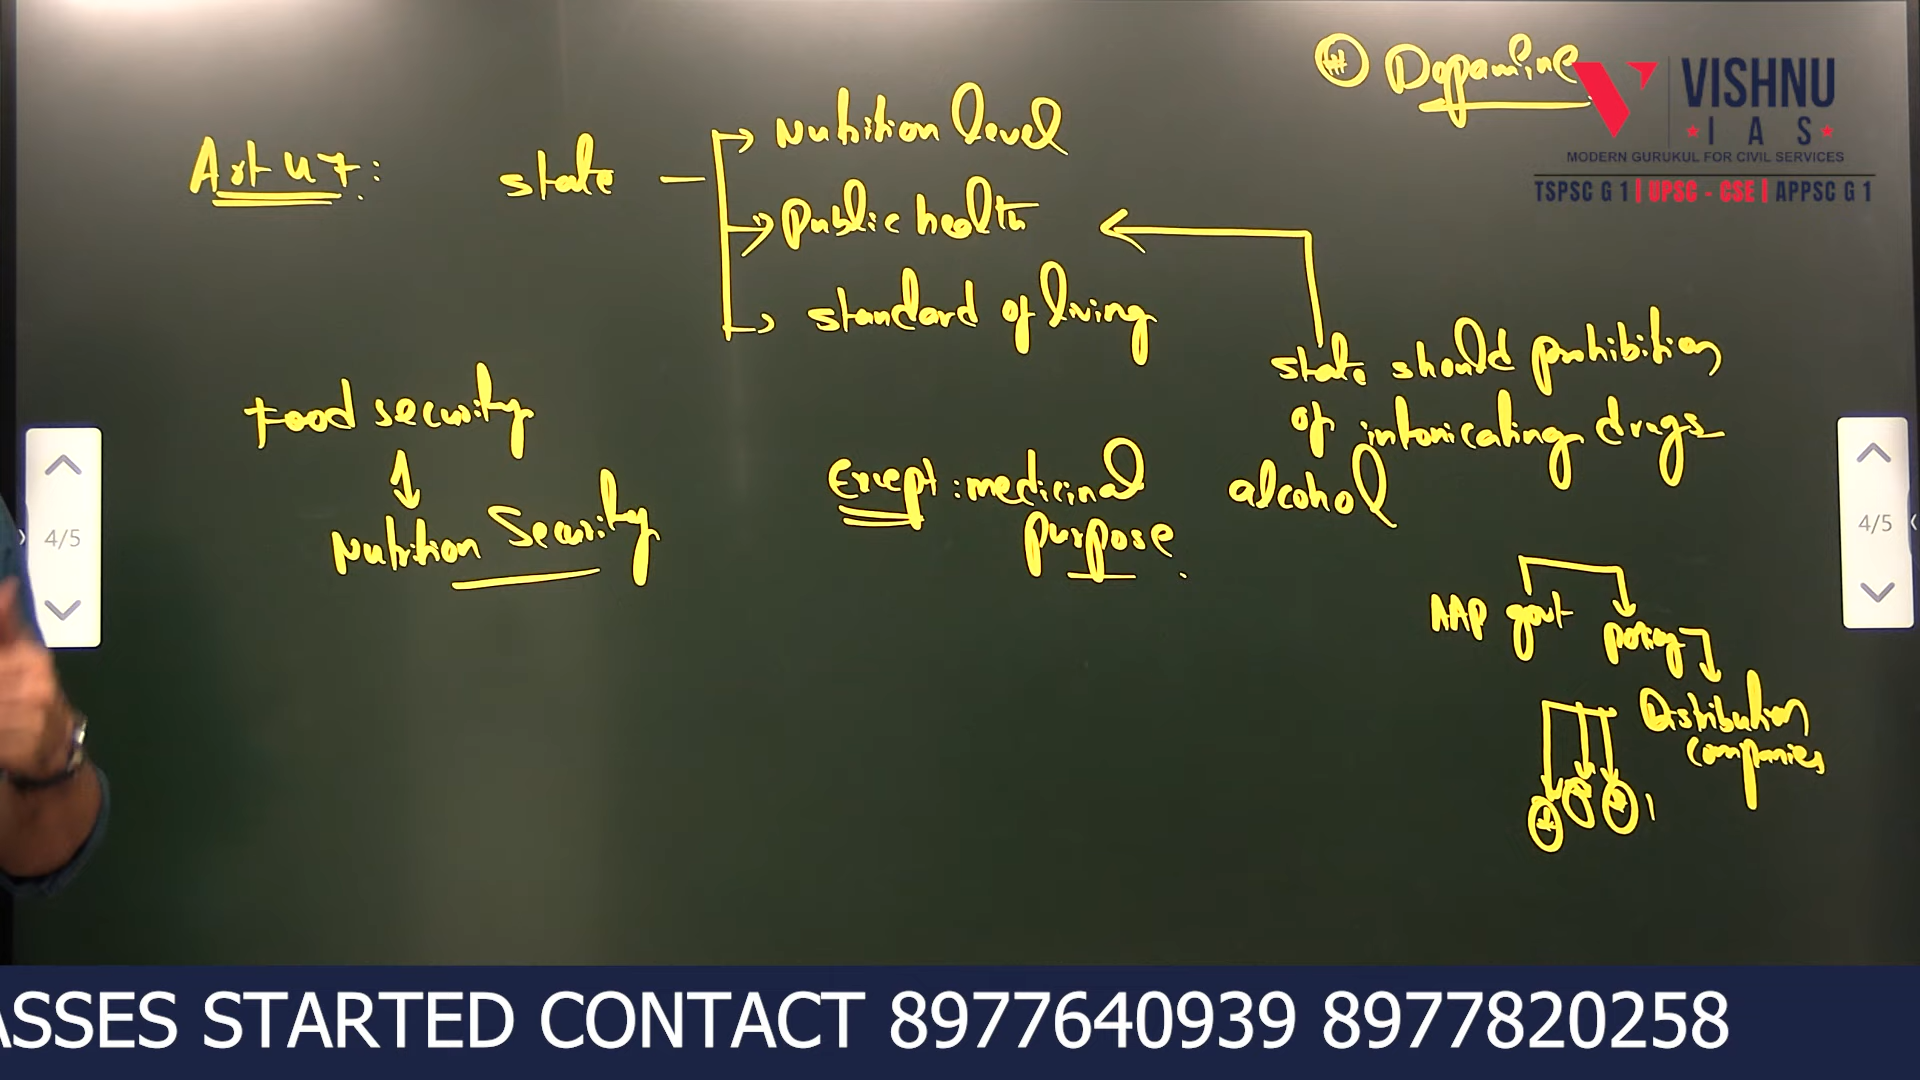 Dopamine
VISHNU
IAS
MODERN GURUKUL FOR CIVIL SERVICES
TSPSC G 1 | UPSC - CSE | APPSC G 1
Art 47:
state
Nutrition level
Public health
standard of living
state should prohibition
of intoxicating drugs
alcohol
Except: medicinal
purpose.
Food security
Nutrition Security
AAP govt
policy
Distribution
companies
4/5
4/5
ASSES STARTED CONTACT 8977640939 8977820258